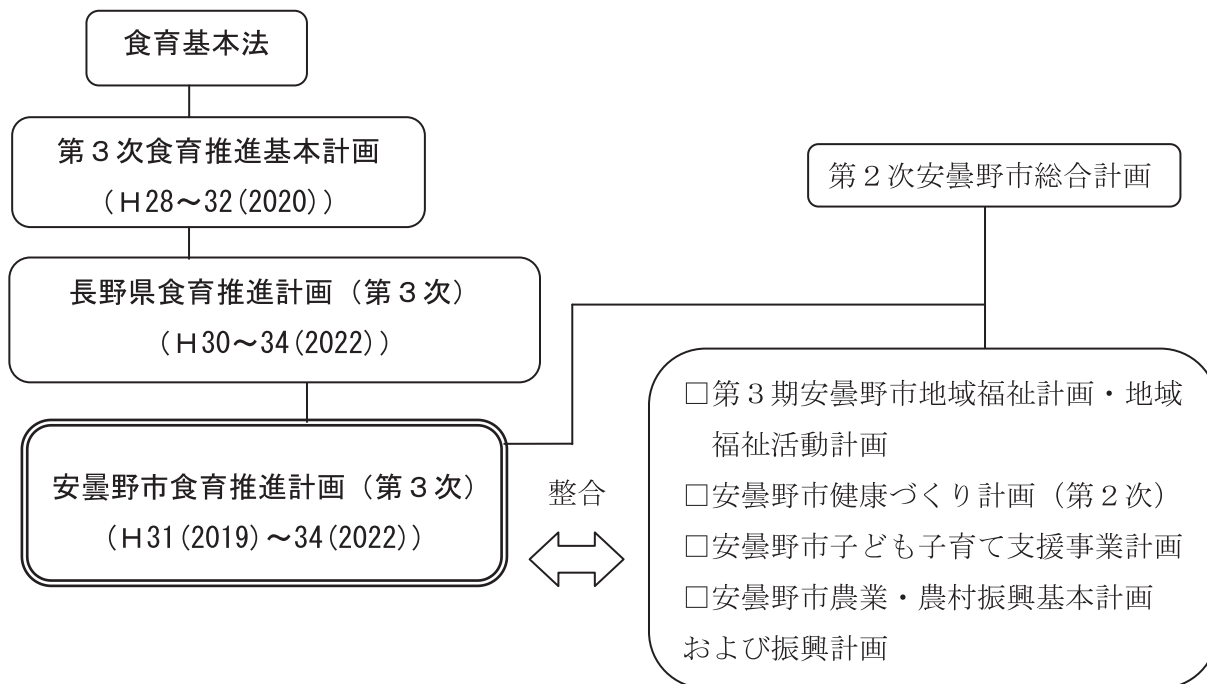 食育基本法
第３次食育推進基本計画
（Ｈ28～32(2020)）
長野県食育推進計画（第３次）
（Ｈ30～34(2022)）
安曇野市食育推進計画（第３次）
（Ｈ31(2019)～34(2022)）
第２次安曇野市総合計画
整合
□第３期安曇野市地域福祉計画・地域
福祉活動計画
□安曇野市健康づくり計画（第２次）
□安曇野市子ども子育て支援事業計画
□安曇野市農業・農村振興基本計画
および振興計画